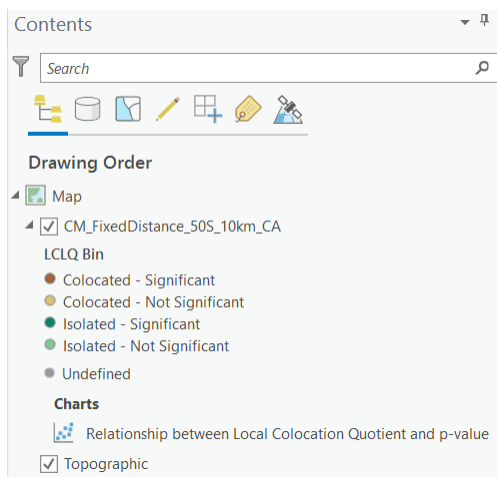 Contents
Search
Drawing Order
Map
CM_FixedDistance_50S_10km_CA
LCLQ Bin
Colocated - Significant
Colocated - Not Significant
Isolated - Significant
Isolated - Not Significant
Undefined
Charts
Relationship between Local Colocation Quotient and p-value
Topographic